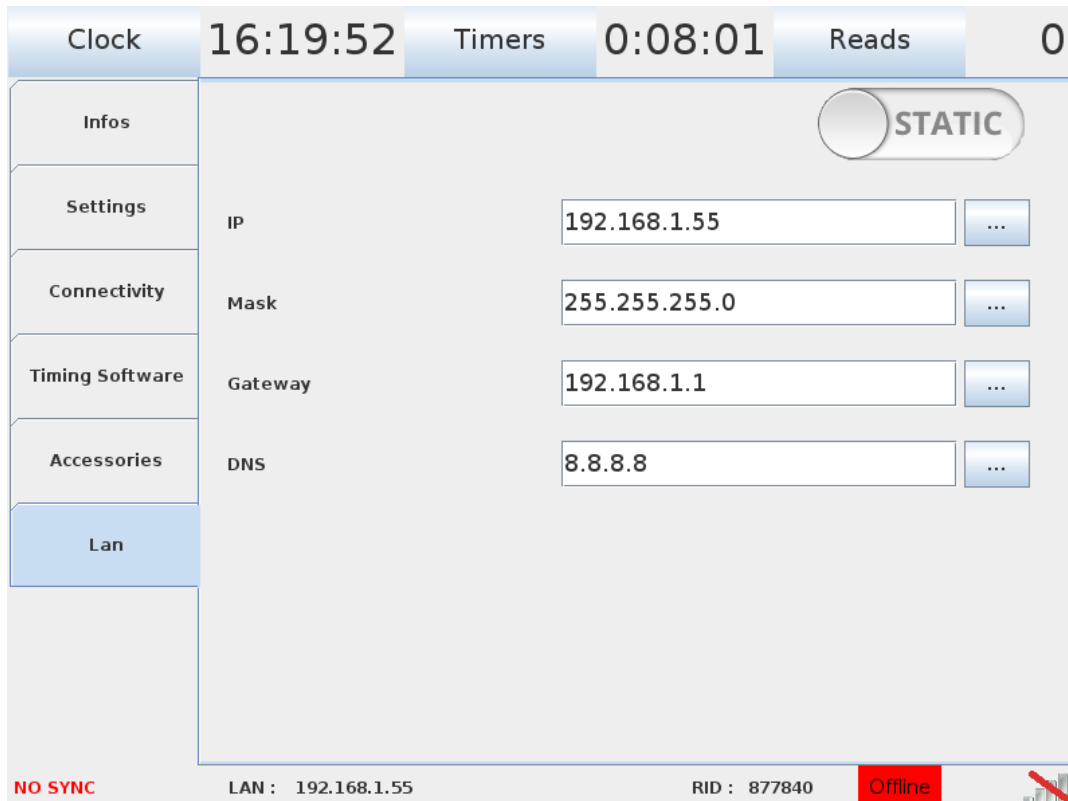 Clock 16:19:52 Timers 0:08:01 Reads 0
Infos
STATIC
Settings
IP 192.168.1.55 ...
Connectivity
Mask 255.255.255.0 ...
Timing Software
Gateway 192.168.1.1 ...
Accessories
DNS 8.8.8.8 ...
Lan
NO SYNC LAN : 192.168.1.55 RID : 877840 Offline